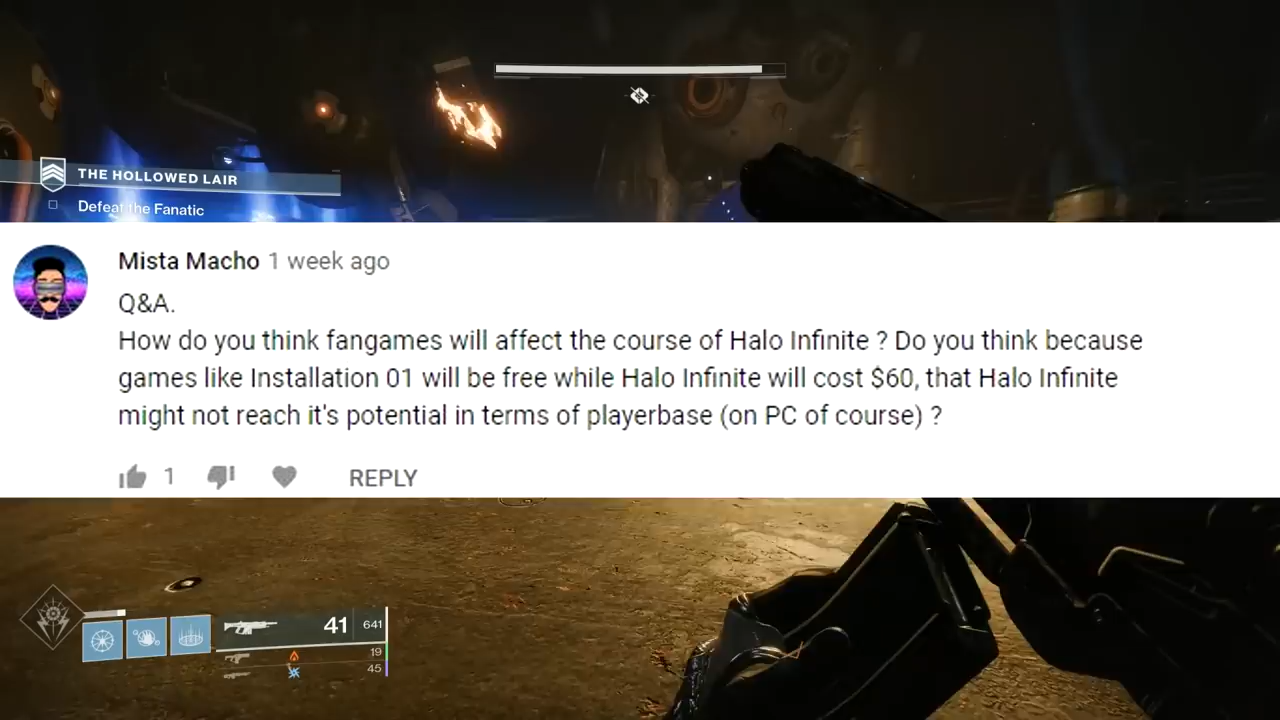 THE HOLLOWED LAIR
Defeat the Fanatic
Mista Macho 1 week ago
Q&A.
How do you think fangames will affect the course of Halo Infinite ? Do you think because
games like Installation 01 will be free while Halo Infinite will cost $60, that Halo Infinite
might not reach it's potential in terms of playerbase (on PC of course) ?
1 REPLY
41 641
19
45